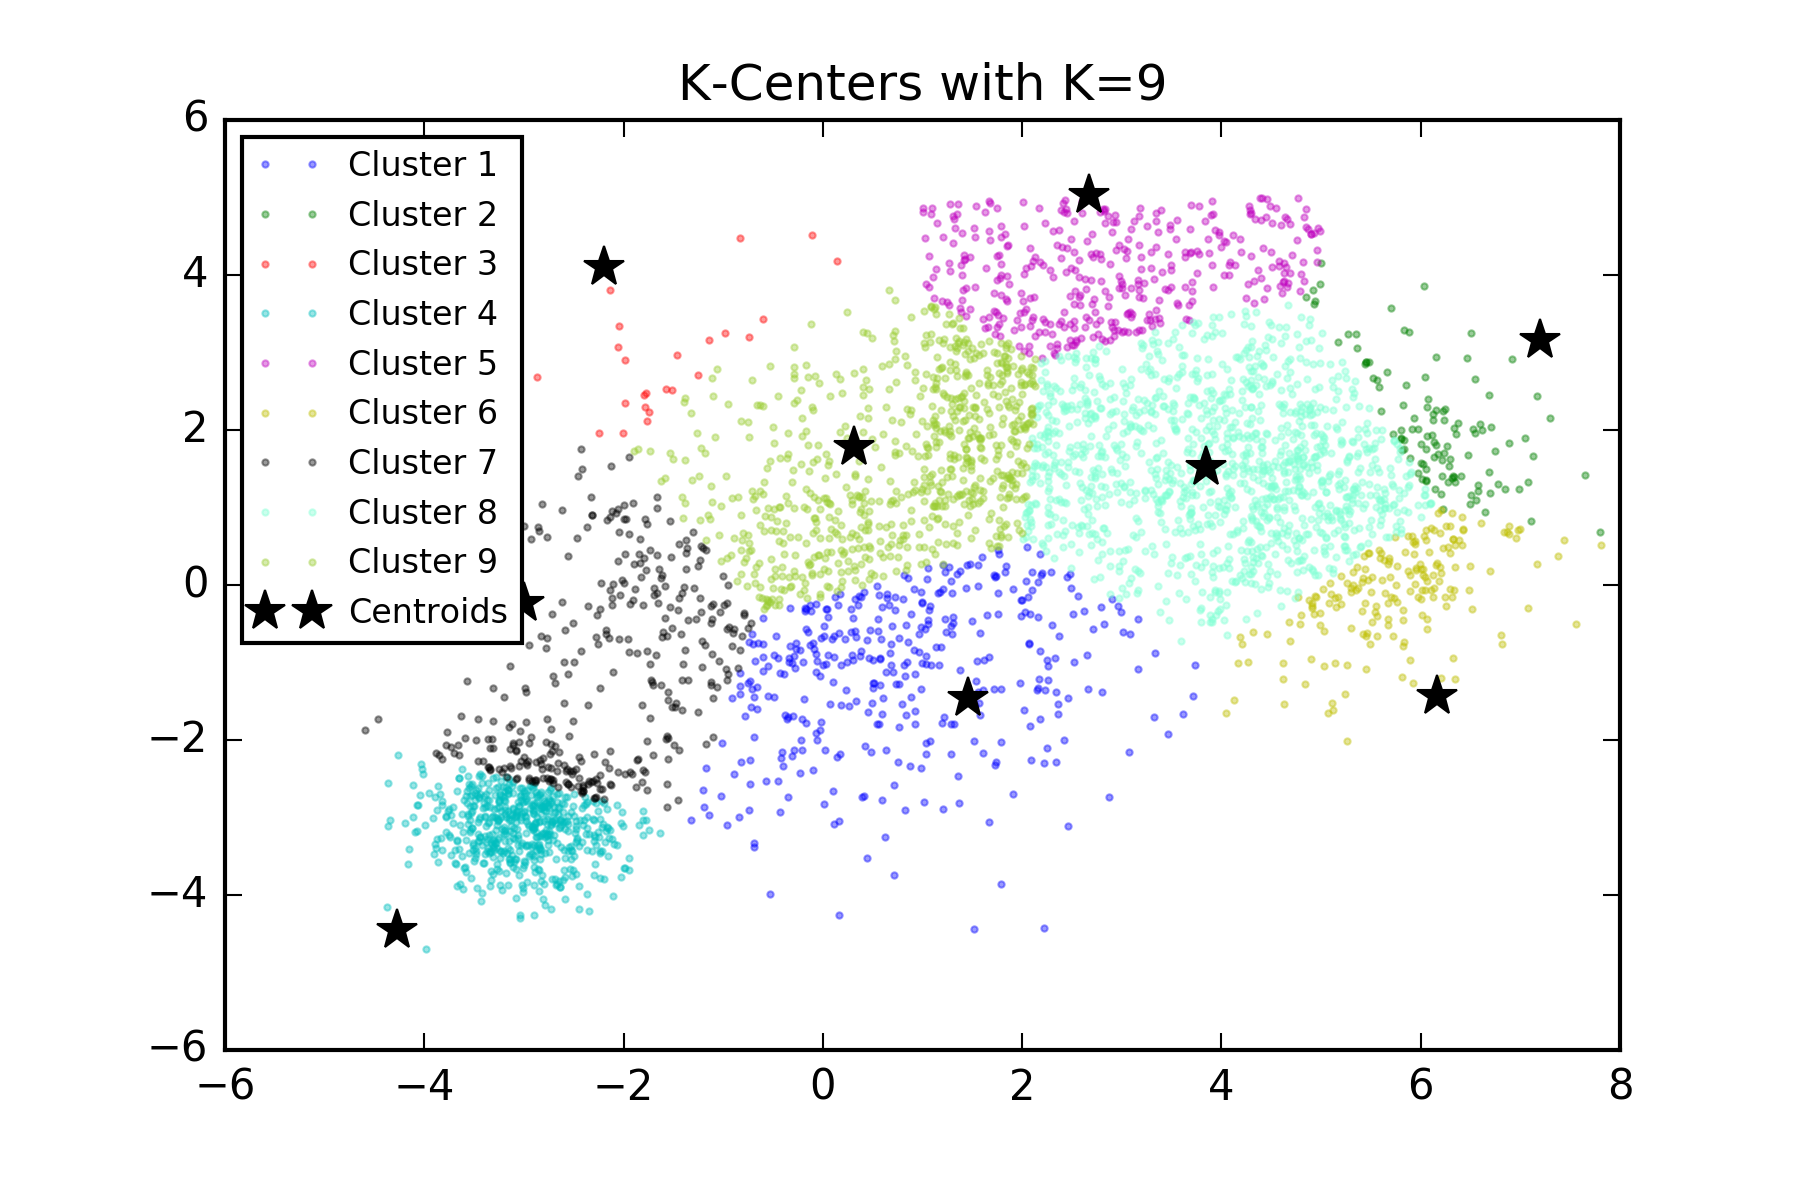 K-Centers with K=9
6
4
2
0
−2
−4
−6
Cluster 1
Cluster 2
Cluster 3
Cluster 4
Cluster 5
Cluster 6
Cluster 7
Cluster 8
Cluster 9
Centroids
−6 −4 −2 0 2 4 6 8